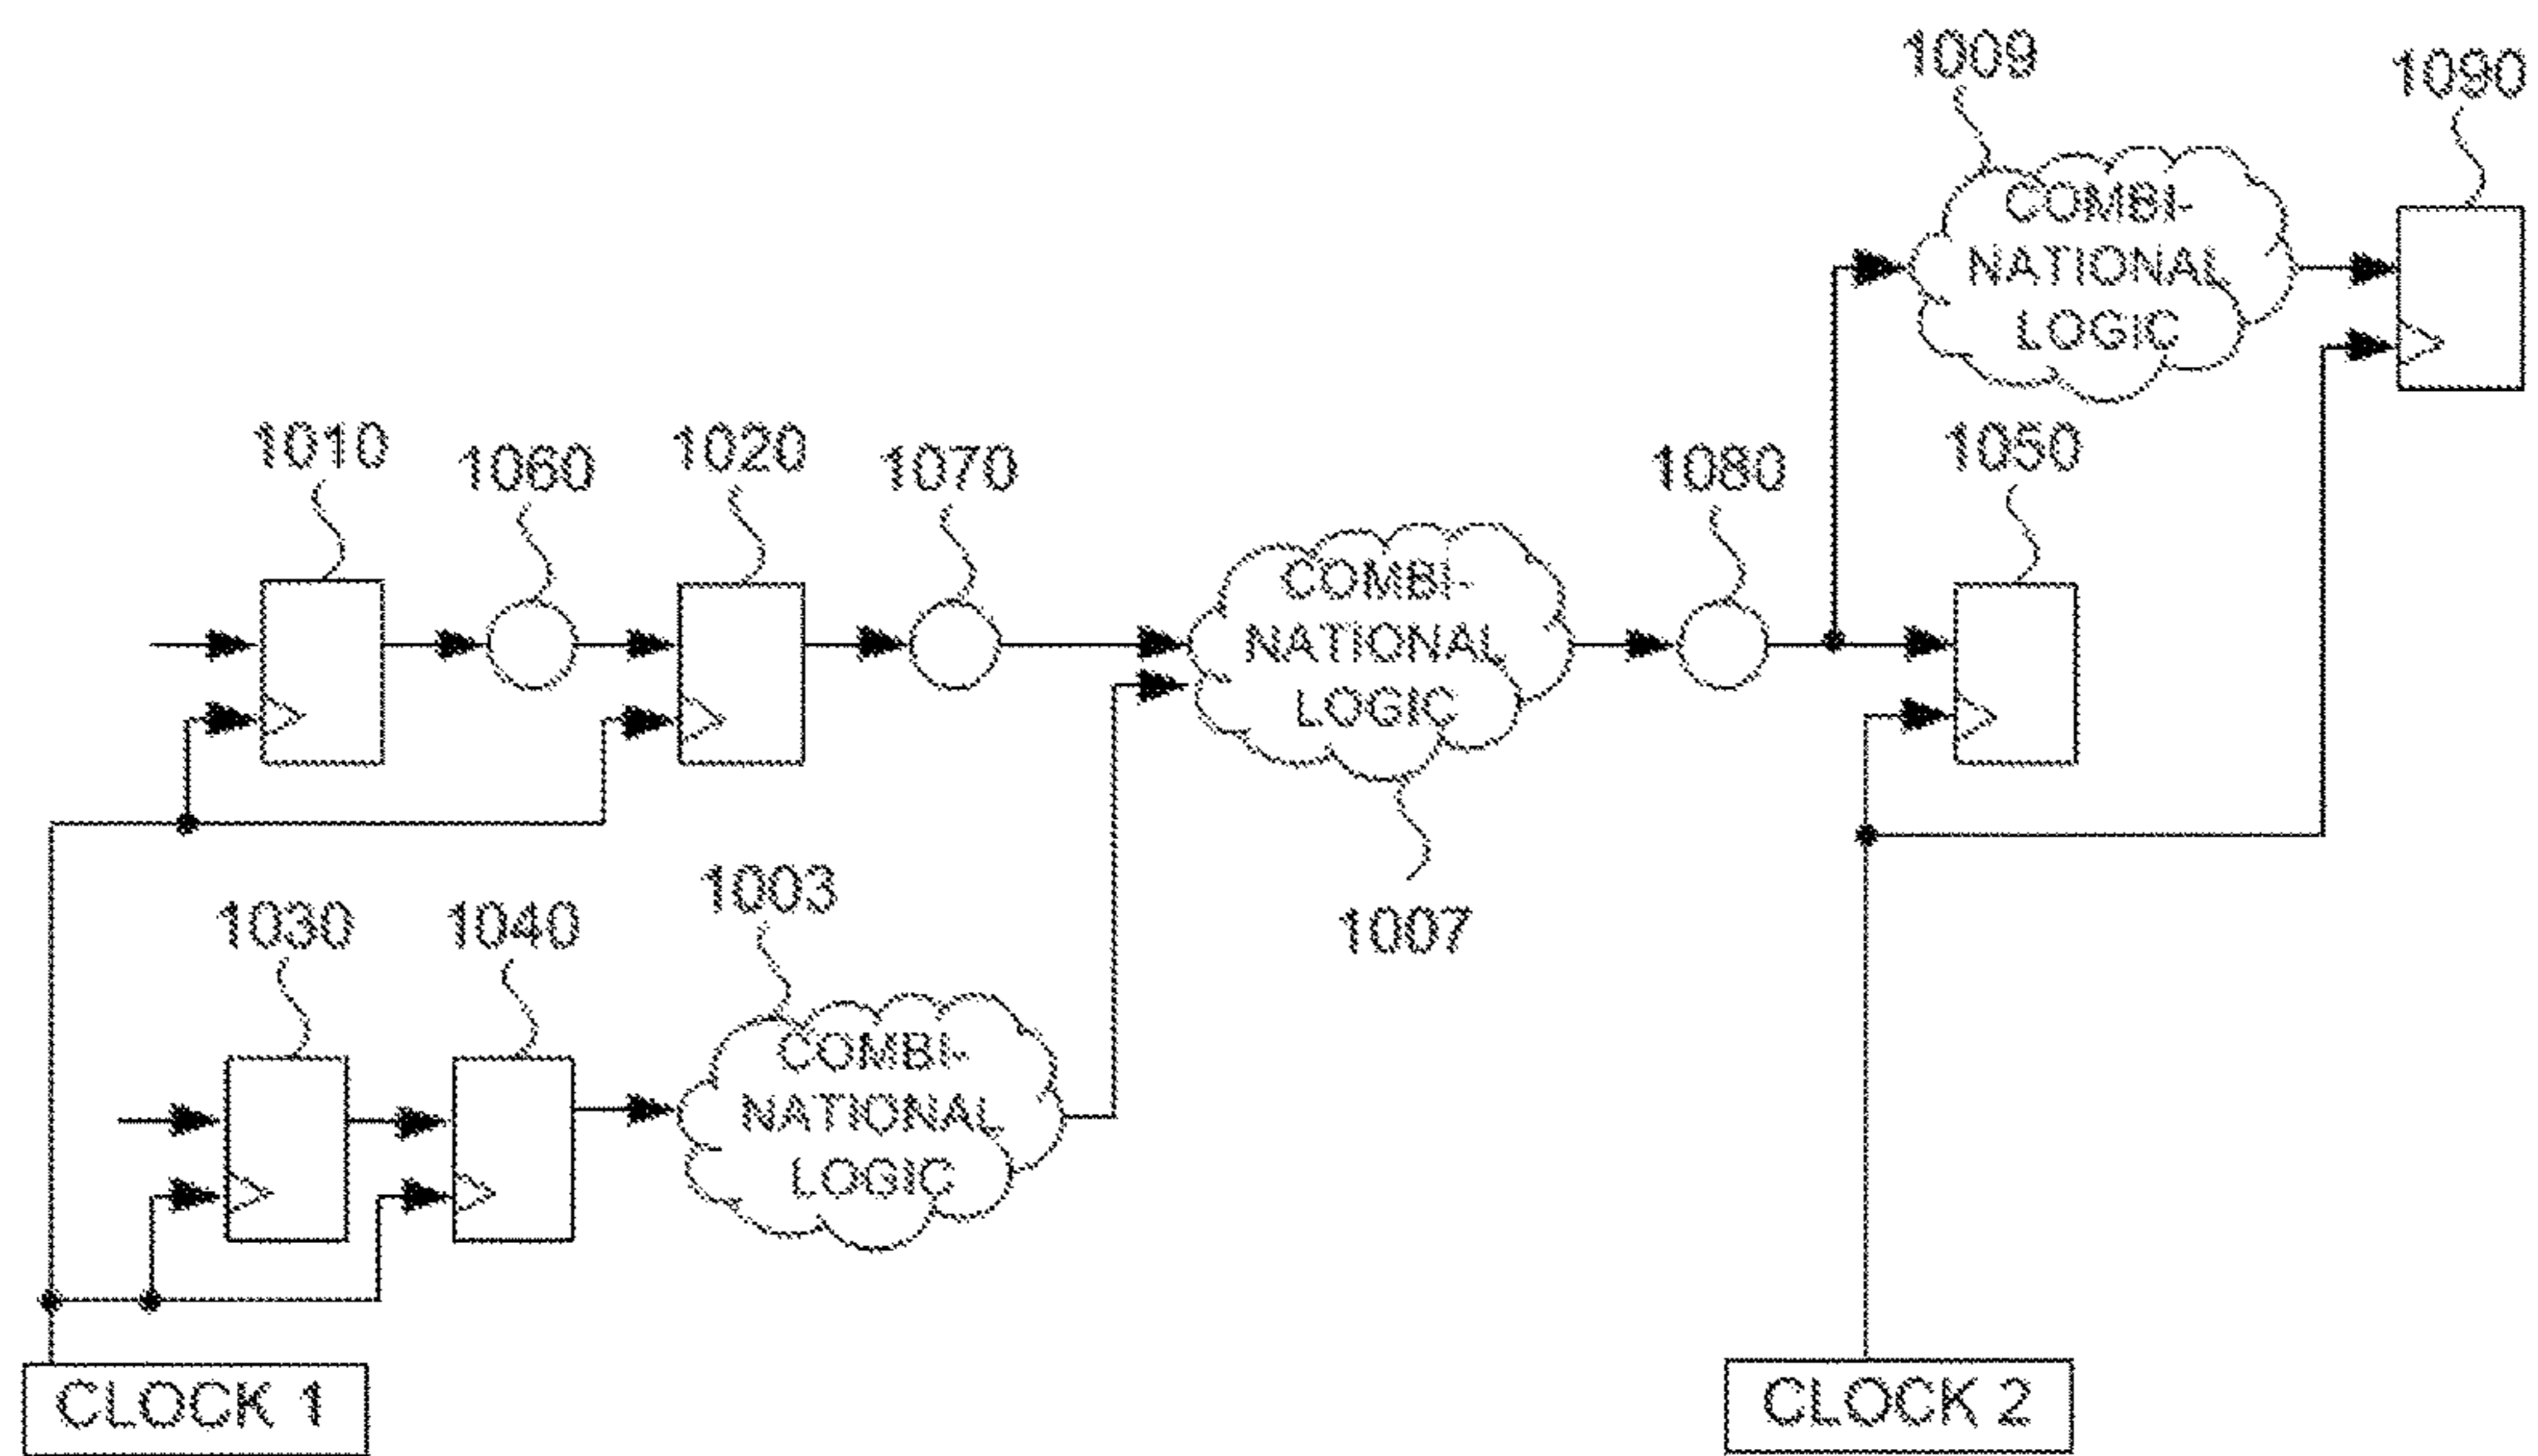 1009
1090
COMBI-
NATIONAL
LOGIC
1010
1060
1020
1070
1080
1050
COMBI-
NATIONAL
LOGIC
1007
1030
1040
1003
COMBI-
NATIONAL
LOGIC
CLOCK 1
CLOCK 2